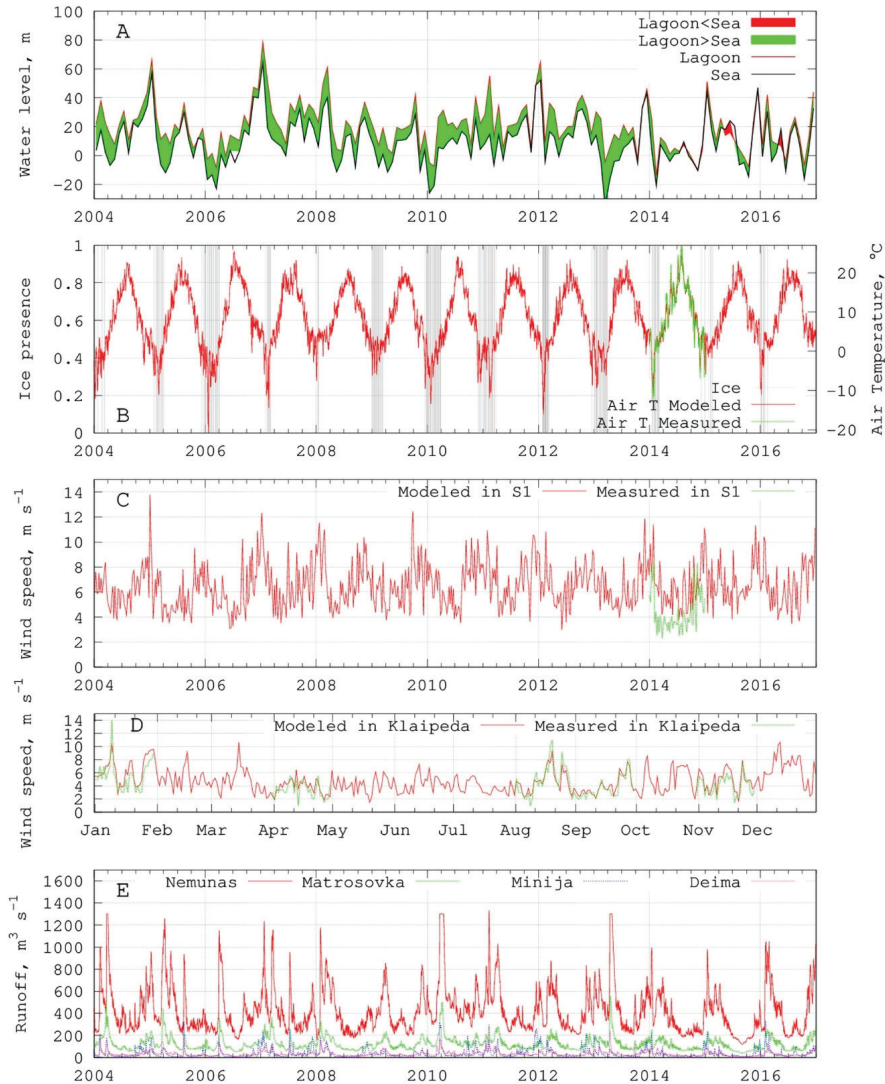 A
Lagoon<Sea
Lagoon>Sea
Lagoon
Sea
Water level, m
100
80
60
40
20
0
−20
2004 2006 2008 2010 2012 2014 2016
B
Ice presence
1
0.8
0.6
0.4
0.2
0
Air Temperature, °C
20
10
0
−10
−20
Ice
Air T Modeled
Air T Measured
2004 2006 2008 2010 2012 2014 2016
C
Modeled in S1 Measured in S1
Wind speed, m s⁻¹
14
12
10
8
6
4
2
0
2004 2006 2008 2010 2012 2014 2016
D
Modeled in Klaipeda Measured in Klaipeda
Wind speed, m s⁻¹
14
12
10
8
6
4
2
0
Jan Feb Mar Apr May Jun Jul Aug Sep Oct Nov Dec
E
Nemunas Matrosovka Minija Deima
Runoff, m³ s⁻¹
1600
1400
1200
1000
800
600
400
200
0
2004 2006 2008 2010 2012 2014 2016